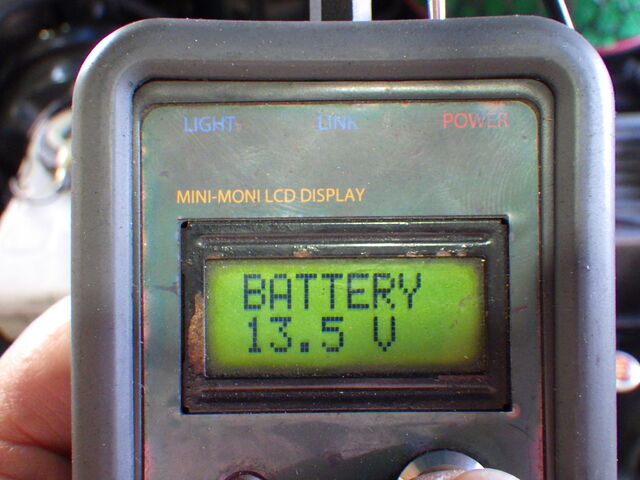 LIGHT LINK POWER
MINI-MONI LCD DISPLAY
BATTERY
13.5 V